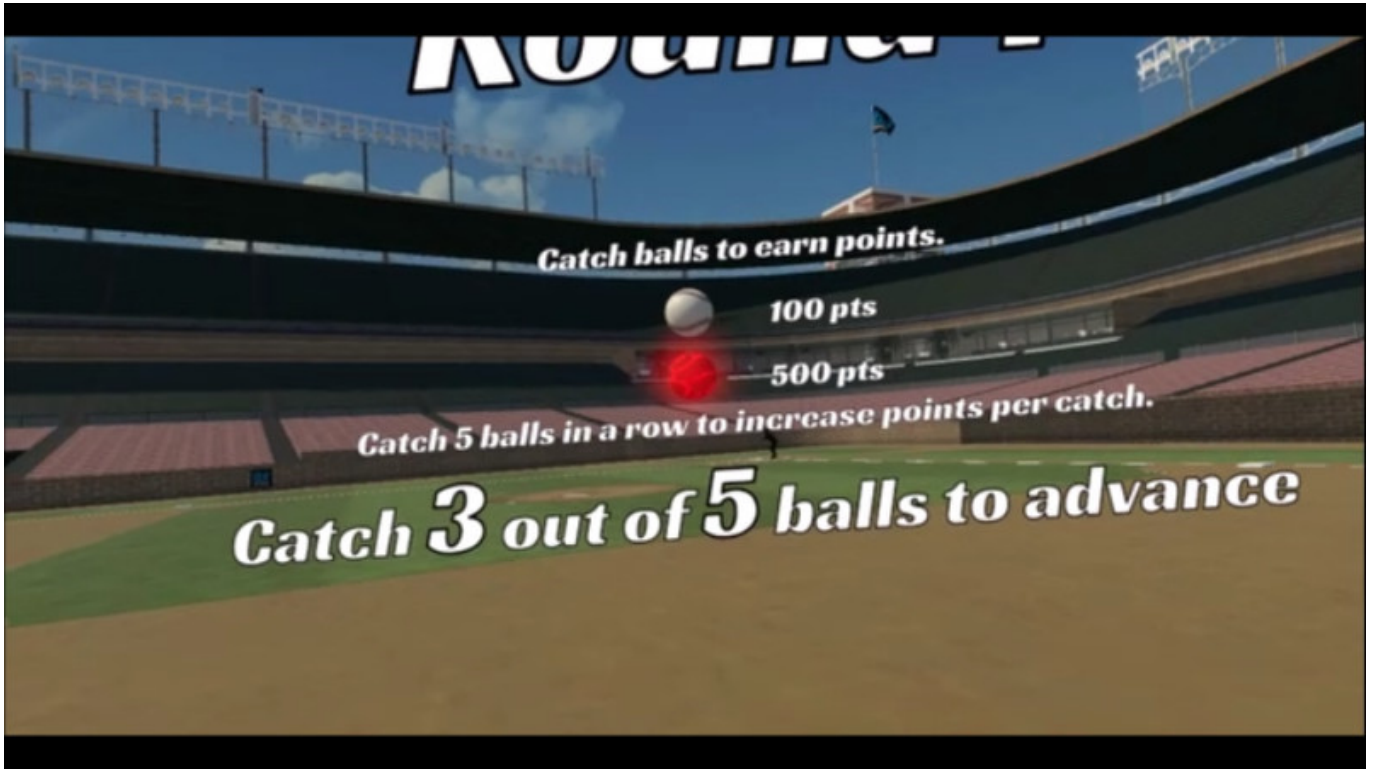 Round
Catch balls to earn points.
100 pts
500 pts
Catch 5 balls in a row to increase points per catch.
Catch 3 out of 5 balls to advance